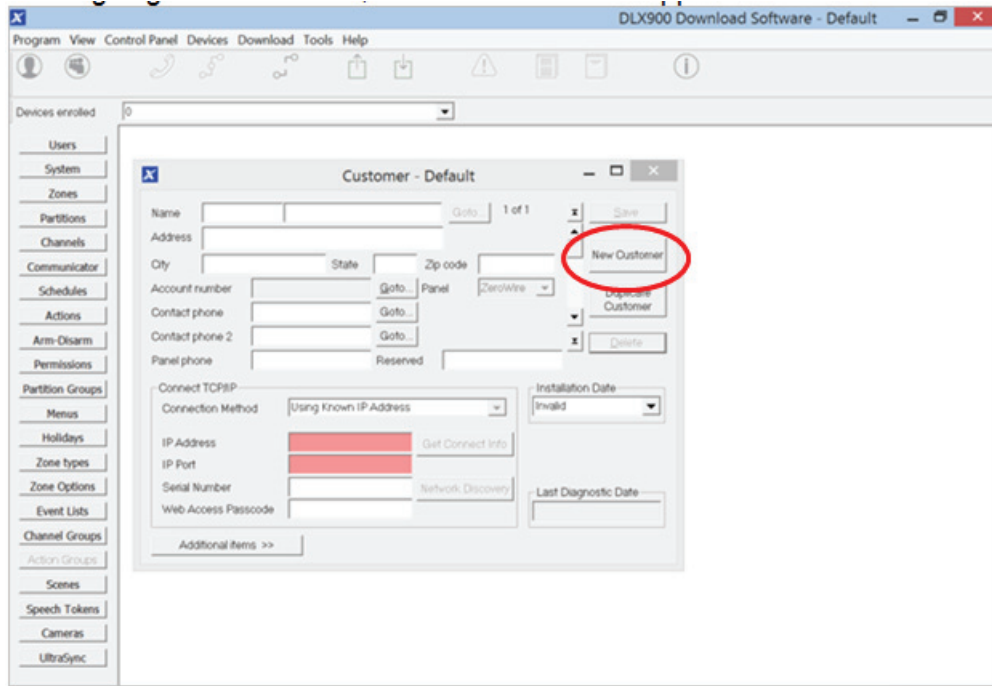 DLX900 Download Software - Default
Program View Control Panel Devices Download Tools Help
Devices enrolled 0
Users
System
Zones
Partitions
Channels
Communicator
Schedules
Actions
Arm-Disarm
Permissions
Partition Groups
Menus
Holidays
Zone types
Zone Options
Event Lists
Channel Groups
Action Groups
Scenes
Speech Tokens
Cameras
UltraSync
Customer - Default
Name Goto... 1 of 1 Save
Address
New Customer
City State Zip code
Account number Goto... Panel ZeroWire
Duplicate
Customer
Contact phone Goto...
Contact phone 2 Goto...
Delete
Panel phone Reserved
Connect TCP/IP
Connection Method Using Known IP Address
IP Address Get Connect Info
IP Port
Serial Number Network Discovery
Web Access Passcode
Installation Date
Invalid
Last Diagnostic Date
Additional items >>